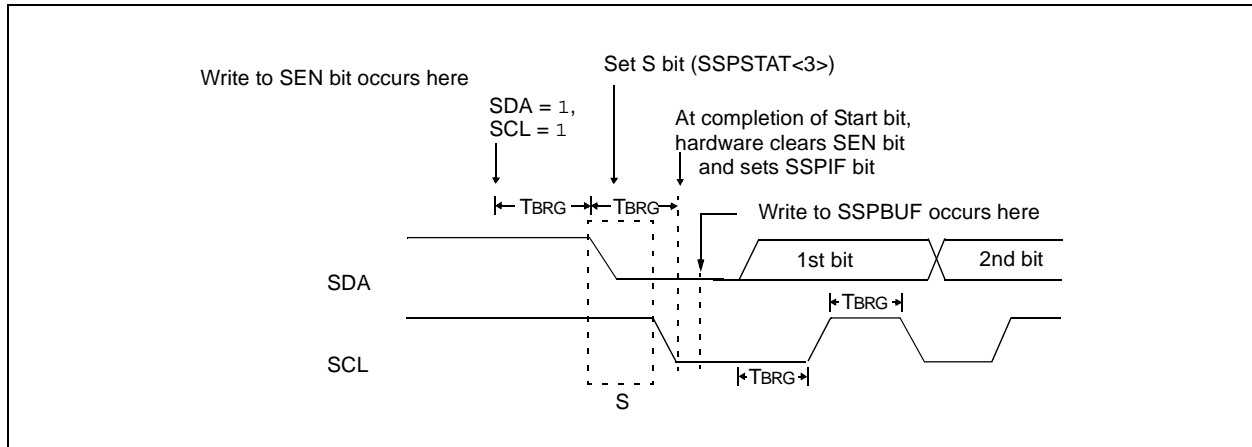 Write to SEN bit occurs here
Set S bit (SSPSTAT<3>)
SDA = 1,
SCL = 1
At completion of Start bit,
hardware clears SEN bit
and sets SSPIF bit
TBRG
TBRG
Write to SSPBUF occurs here
SDA
1st bit
2nd bit
TBRG
SCL
TBRG
S